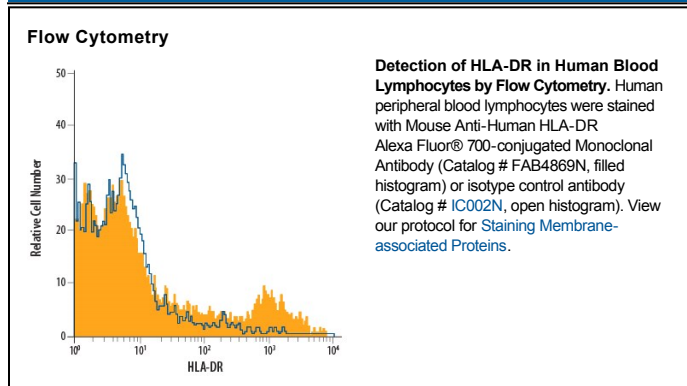 Flow Cytometry
Detection of HLA-DR in Human Blood
Lymphocytes by Flow Cytometry. Human
peripheral blood lymphocytes were stained
with Mouse Anti-Human HLA-DR
Alexa Fluor® 700-conjugated Monoclonal
Antibody (Catalog # FAB4869N, filled
histogram) or isotype control antibody
(Catalog # IC002N, open histogram). View
our protocol for Staining Membrane-
associated Proteins.
Relative Cell Number
50
40
30
20
10
0
10⁰ 10¹ 10² 10³ 10⁴
HLA-DR